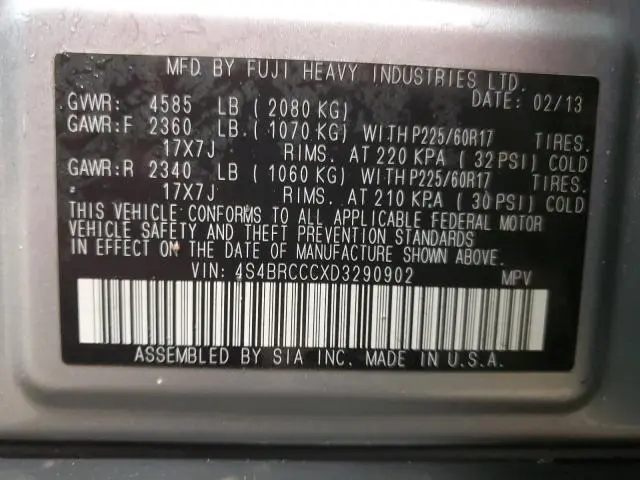 MFD. BY FUJI HEAVY INDUSTRIES LTD.
DATE: 02/13
GVWR: 4585 LB (2080 KG)
GAWR:F 2360 LB. (1070 KG) WITH P225/60R17 TIRES.
17X7J RIMS. AT 220 KPA (32 PSI) COLD
GAWR:R 2340 LB (1060 KG) WITH P225/60R17 TIRES.
17X7J RIMS. AT 210 KPA (30 PSI) COLD
THIS VEHICLE CONFORMS TO ALL APPLICABLE FEDERAL MOTOR
VEHICLE SAFETY AND THEFT PREVENTION STANDARDS
IN EFFECT ON THE DATE OF MANUFACTURE SHOWN ABOVE.
VIN: 4S4BRCCCXD3290902 MPV
ASSEMBLED BY SIA INC. MADE IN U.S.A.